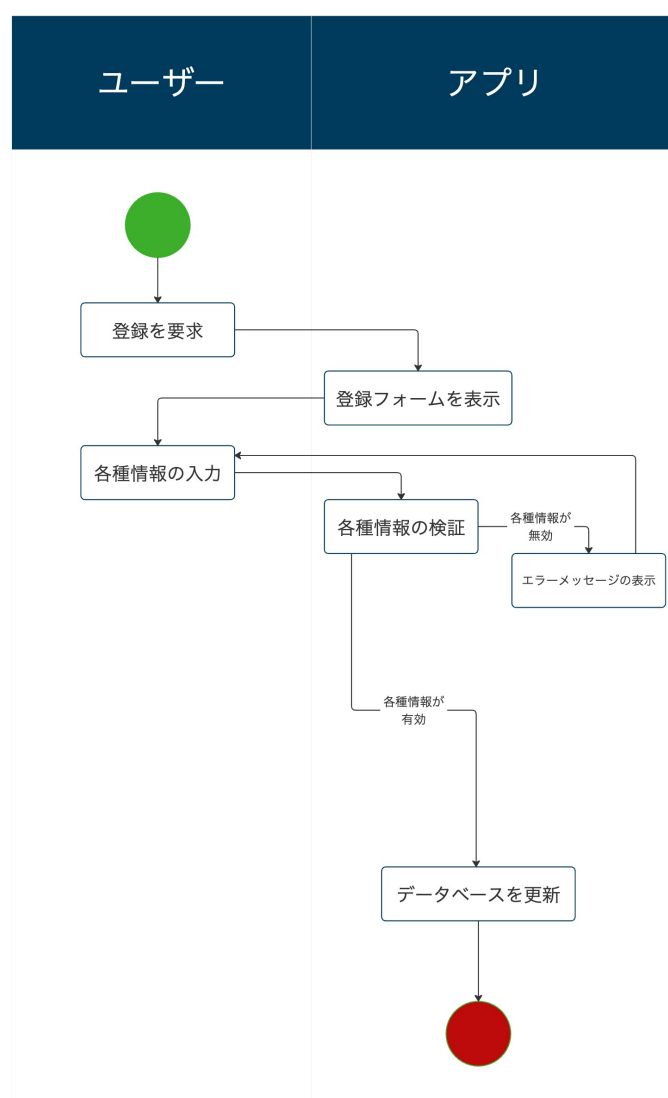 ユーザー
アプリ
登録を要求
登録フォームを表示
各種情報の入力
各種情報の検証
各種情報が
無効
エラーメッセージの表示
各種情報が
有効
データベースを更新